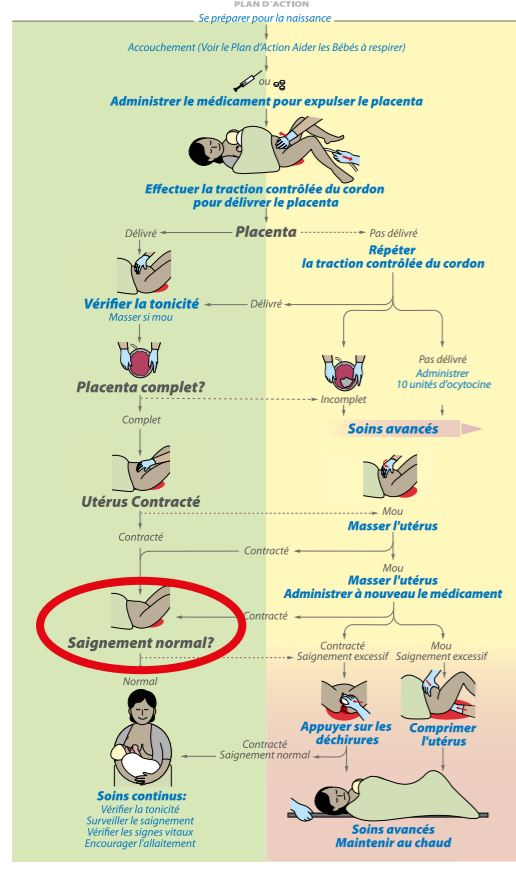 PLAN D'ACTION
Se préparer pour la naissance
Accouchement (Voir le Plan d'Action Aider les Bébés à respirer)
ou
Administrer le médicament pour expulser le placenta
Effectuer la traction contrôlée du cordon
pour délivrer le placenta
Délivré
Placenta
Pas délivré
Répéter
la traction contrôlée du cordon
Vérifier la tonicité
Masser si mou
Délivré
Placenta complet?
Pas délivré
Administrer
10 unités d'ocytocine
Incomplet
Complet
Soins avancés
Utérus Contracté
Mou
Masser l'utérus
Contracté
Contracté
Mou
Masser l'utérus
Administrer à nouveau le médicament
Contracté
Saignement normal?
Contracté
Saignement excessif
Mou
Saignement excessif
Normal
Appuyer sur les
déchirures
Comprimer
l'utérus
Contracté
Saignement normal
Soins continus:
Vérifier la tonicité
Surveiller le saignement
Vérifier les signes vitaux
Encourager l'allaitement
Soins avancés
Maintenir au chaud